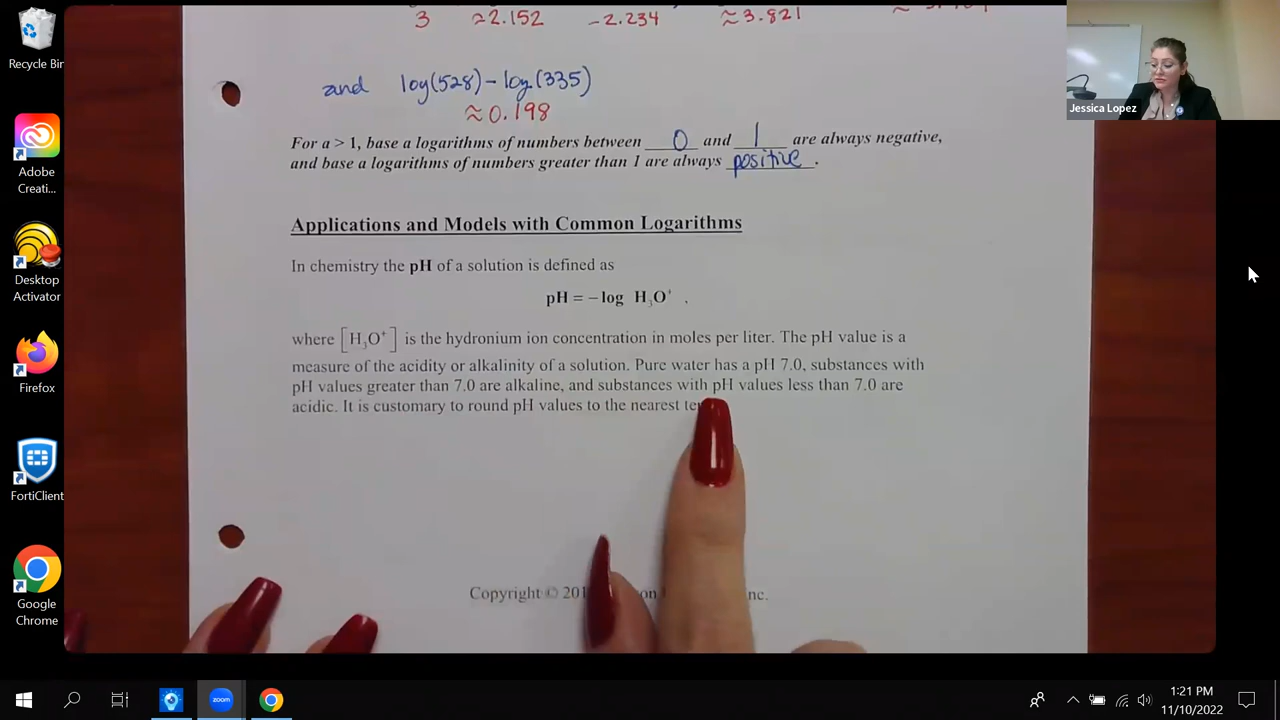 3 ≈2.152 -2.234 ≈3.821
and log(528) - log(335)
≈0.198
For a > 1, base a logarithms of numbers between 0 and 1 are always negative,
and base a logarithms of numbers greater than 1 are always positive.
Applications and Models with Common Logarithms
In chemistry the pH of a solution is defined as
pH = −log H₃O⁺ .
where [H₃O⁺] is the hydronium ion concentration in moles per liter. The pH value is a
measure of the acidity or alkalinity of a solution. Pure water has a pH 7.0, substances with
pH values greater than 7.0 are alkaline, and substances with pH values less than 7.0 are
acidic. It is customary to round pH values to the nearest
Copyright ©
Jessica Lopez
Recycle Bin
Adobe
Creati...
Desktop
Activator
Firefox
FortiClient
Google
Chrome
zoom
1:21 PM
11/10/2022